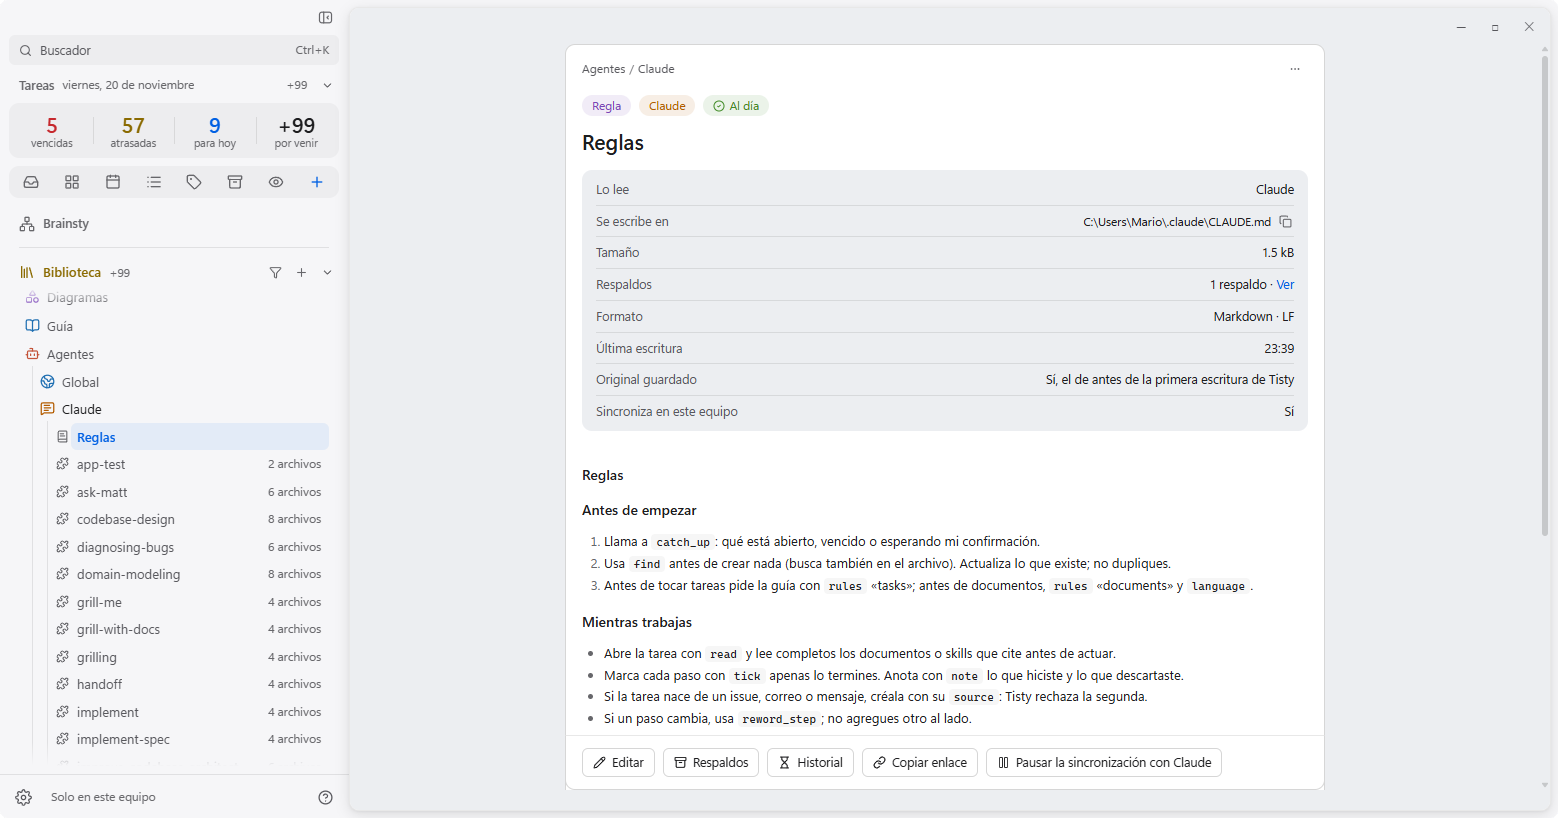 Buscador Ctrl+K
Tareas viernes, 20 de noviembre +99
5 57 9 +99
vencidas atrasadas para hoy por venir
Brainsty
Biblioteca +99
Diagramas
Guía
Agentes
Global
Claude
Reglas
app-test 2 archivos
ask-matt 6 archivos
codebase-design 8 archivos
diagnosing-bugs 6 archivos
domain-modeling 8 archivos
grill-me 4 archivos
grill-with-docs 4 archivos
grilling 4 archivos
handoff 4 archivos
implement 4 archivos
implement-spec 4 archivos
Solo en este equipo
Agentes / Claude
Regla Claude Al día
Reglas
Lo lee Claude
Se escribe en C:\Users\Mario\.claude\CLAUDE.md
Tamaño 1.5 kB
Respaldos 1 respaldo · Ver
Formato Markdown · LF
Última escritura 23:39
Original guardado Sí, el de antes de la primera escritura de Tisty
Sincroniza en este equipo Sí
Reglas
Antes de empezar
1. Llama a catch_up : qué está abierto, vencido o esperando mi confirmación.
2. Usa find antes de crear nada (busca también en el archivo). Actualiza lo que existe; no dupliques.
3. Antes de tocar tareas pide la guía con rules «tasks»; antes de documentos, rules «documents» y language .
Mientras trabajas
• Abre la tarea con read y lee completos los documentos o skills que cite antes de actuar.
• Marca cada paso con tick apenas lo termines. Anota con note lo que hiciste y lo que descartaste.
• Si la tarea nace de un issue, correo o mensaje, créala con su source : Tisty rechaza la segunda.
• Si un paso cambia, usa reword_step ; no agregues otro al lado.
Editar Respaldos Historial Copiar enlace Pausar la sincronización con Claude